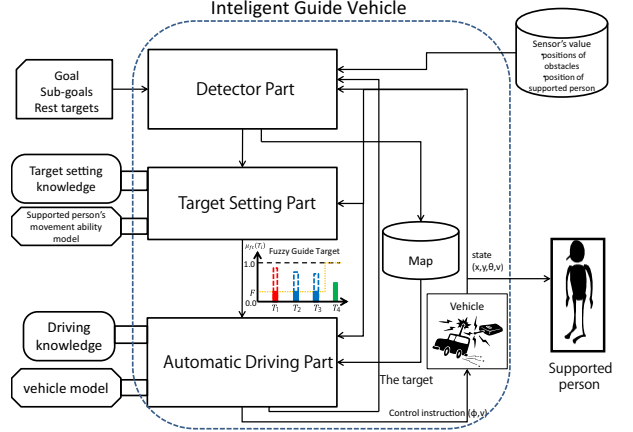 Inteligent Guide Vehicle
Goal
Sub-goals
Rest targets
Detector Part
Sensor's value
•positions of
obstacles
•position of
supported person
Target setting
knowledge
Supported person's
movement ability
model
Target Setting Part
μ_{fG}(T_i)
Fuzzy Guide Target
1.0
F
0.0
T₁ T₂ T₃ T₄
Map
state
(x,y,θ,v)
Vehicle
Driving
knowledge
vehicle model
Automatic Driving Part
The target
Control instruction (ϕ,v)
Supported
person